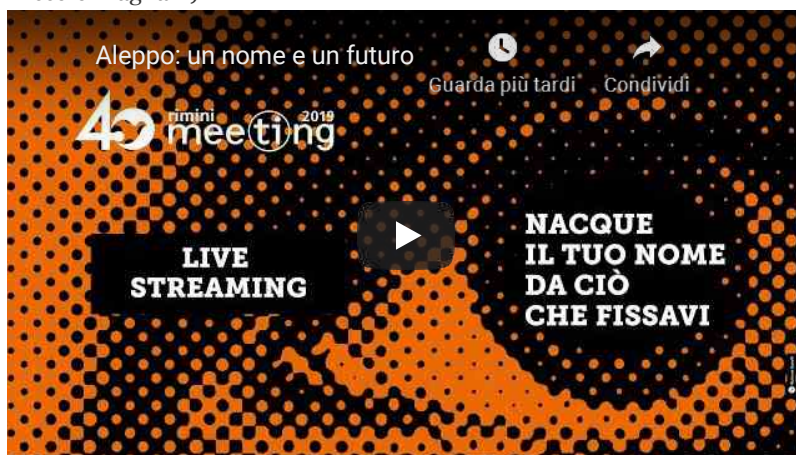 Aleppo: un nome e un futuro
Guarda più tardi
Condividi
40 rimini meeting 2019
LIVE
STREAMING
NACQUE
IL TUO NOME
DA CIÒ
CHE FISSAVI